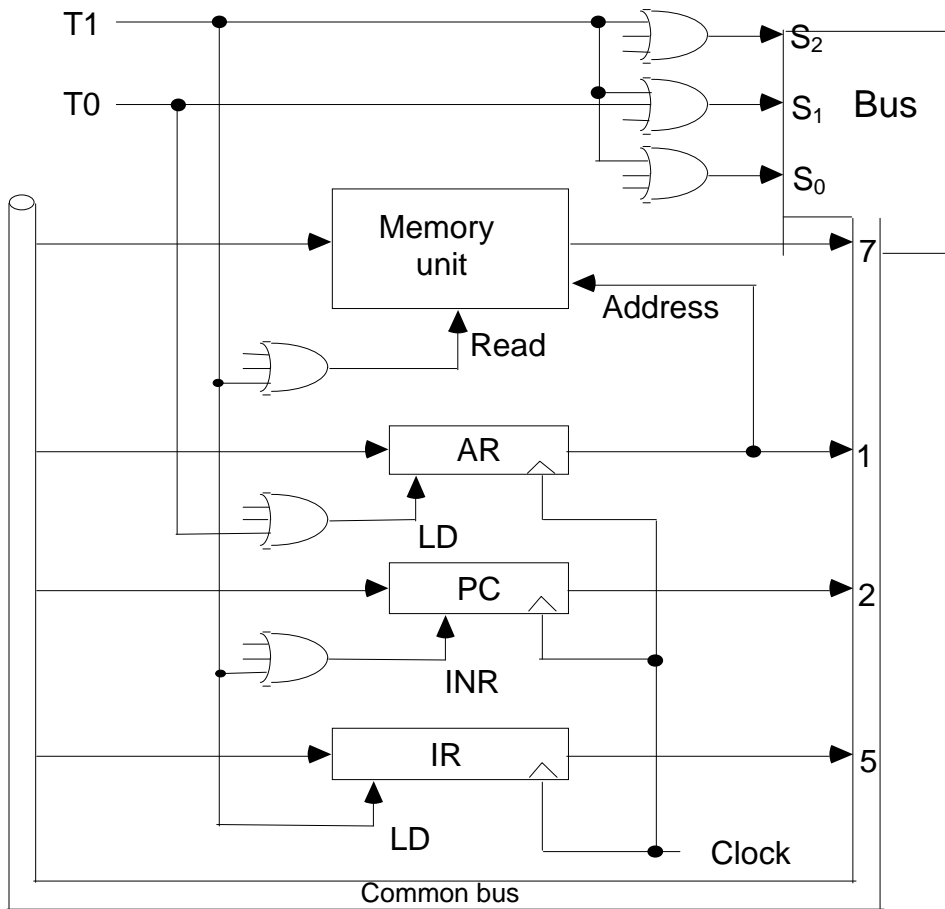 T1
S₂
T0
S₁
Bus
S₀
Memory
unit
7
Address
Read
AR
1
LD
PC
2
INR
IR
5
LD
Clock
Common bus